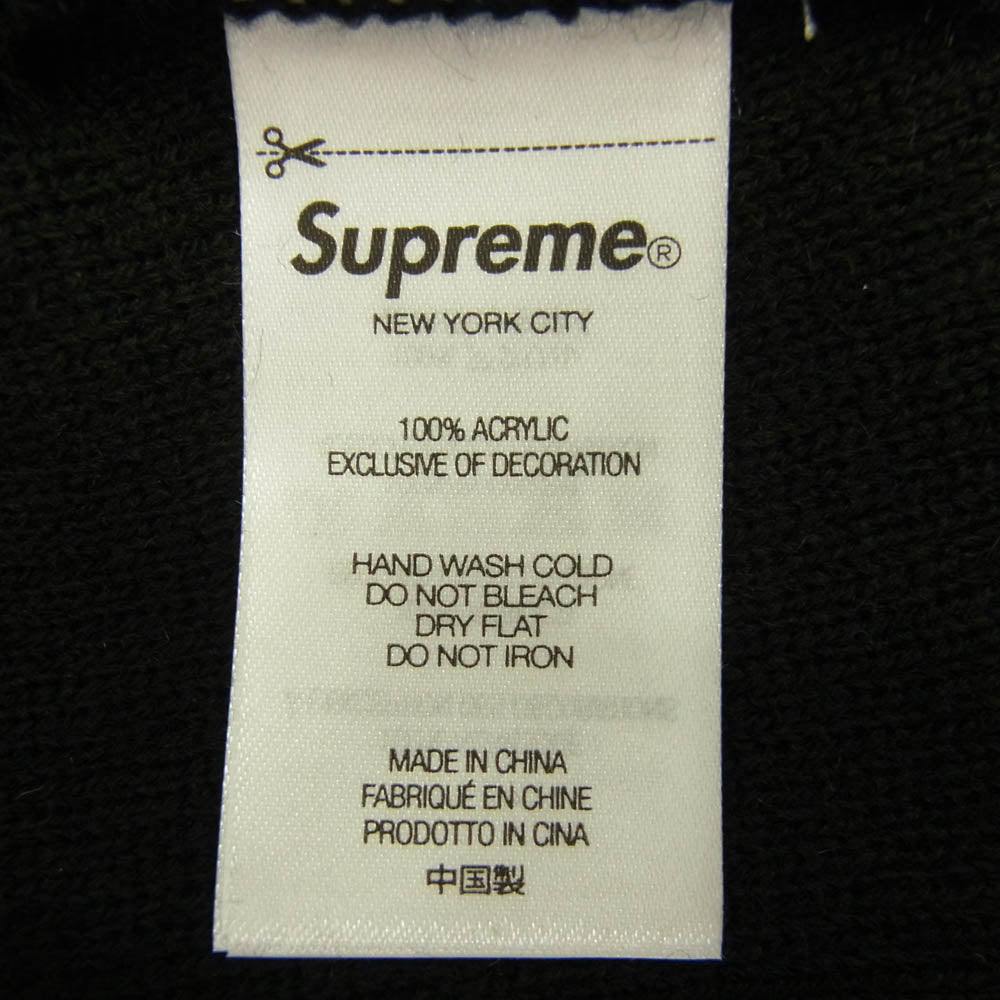 Supreme®
NEW YORK CITY
100% ACRYLIC
EXCLUSIVE OF DECORATION
HAND WASH COLD
DO NOT BLEACH
DRY FLAT
DO NOT IRON
MADE IN CHINA
FABRIQUÉ EN CHINE
PRODOTTO IN CINA
中国製